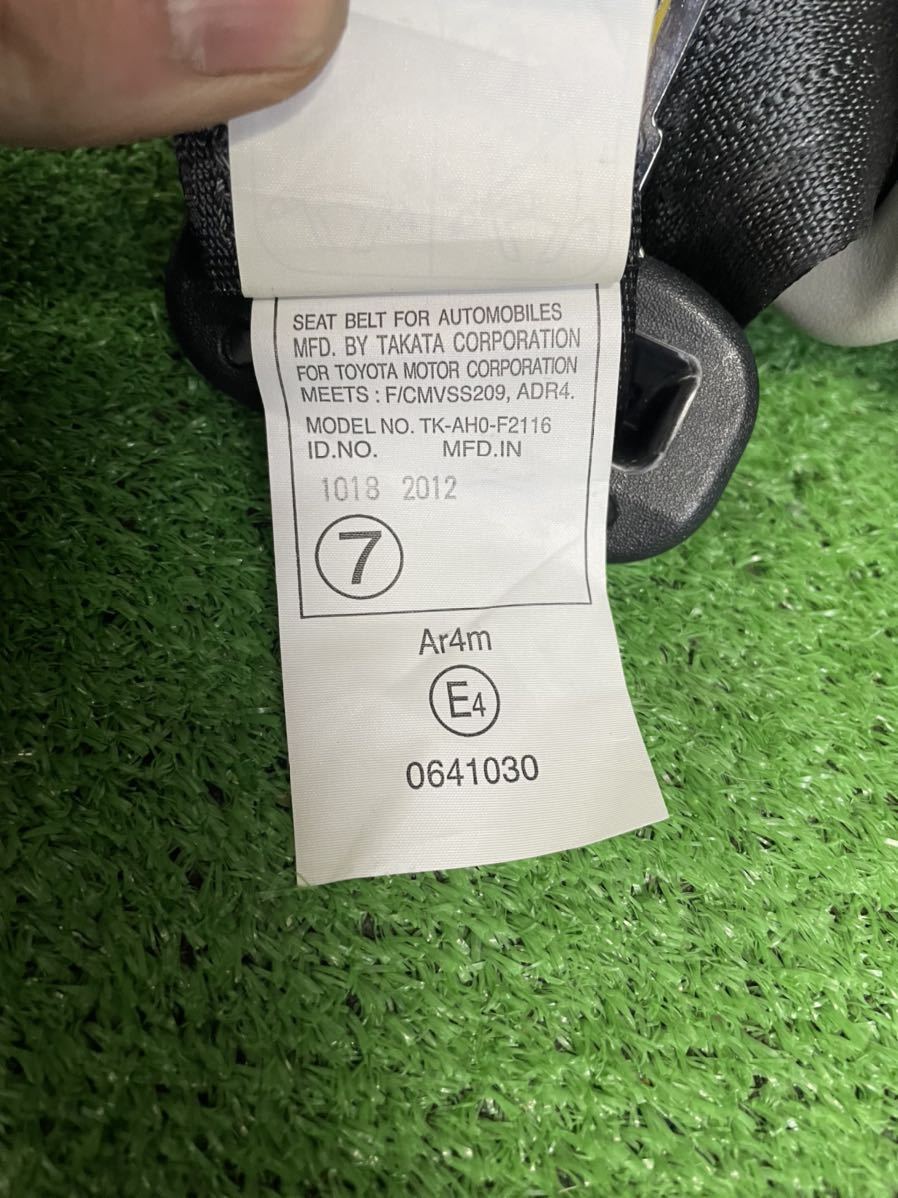 SEAT BELT FOR AUTOMOBILES
MFD. BY TAKATA CORPORATION
FOR TOYOTA MOTOR CORPORATION
MEETS : F/CMVSS209, ADR4.
MODEL NO. TK-AH0-F2116
ID.NO. MFD.IN
1018 2012
7
Ar4m
E4
0641030